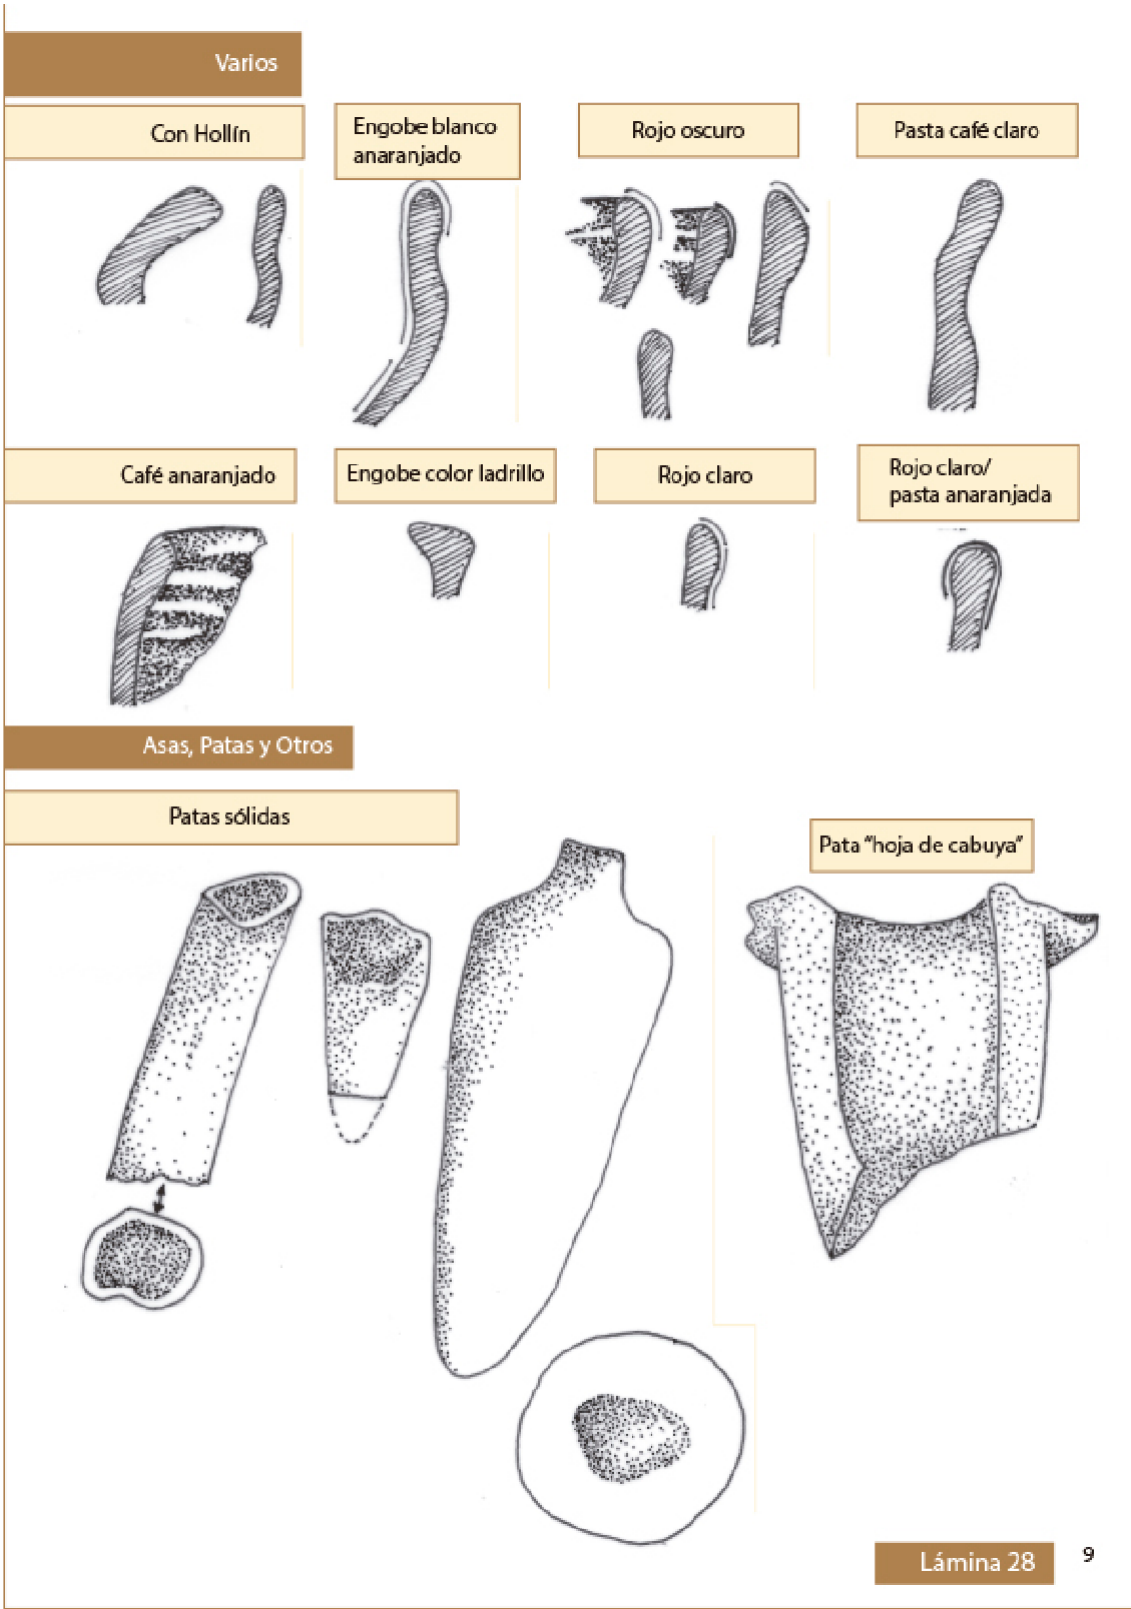 Varios
Con Hollín
Engobe blanco
anaranjado
Rojo oscuro
Pasta café claro
Café anaranjado
Engobe color ladrillo
Rojo claro
Rojo claro/
pasta anaranjada
Asas, Patas y Otros
Patas sólidas
Pata “hoja de cabuya”
Lámina 28
9